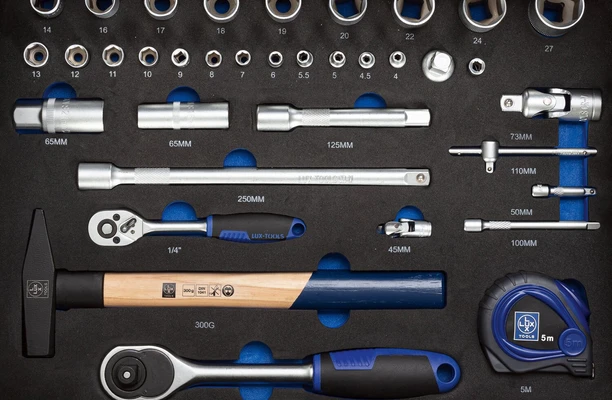 14 16 17 18 19 20 22 24 27
13 12 11 10 9 8 7 6 5.5 5 4.5 4
65MM 65MM 125MM 73MM
110MM
250MM 50MM
LUX-TOOLS
1/4" 45MM 100MM
LUX
300g
300G
LUX
TOOLS
5m
5M